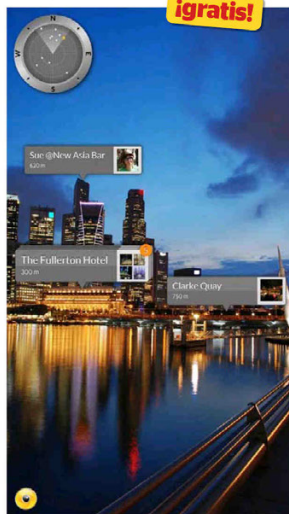 ¡gratis!
N
W
E
S
Sue @New Asia Bar
620 m
The Fullerton Hotel
300 m
Clarke Quay
750 m